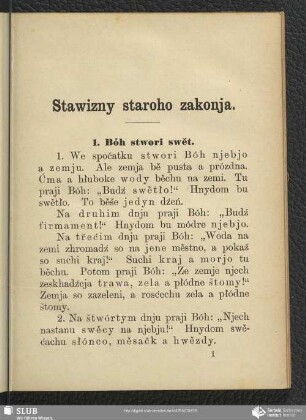 Stawizny staroho zakonja.
1. Bóh stwori swět.
1. We spočatku stwori Bóh njebjo
a zemju. Ale zemja bě pusta a prózdna.
Ćma a hłuboke wody běchu na zemi. Tu
praji Bóh: „Budź swětło!“ Hnydom bu
swětło. To běše jedyn dźeń.
Na druhim dnju praji Bóh: „Budź
firmament!“ Hnydom bu módre njebjo.
Na třećim dnju praji Bóh: „Woda na
zemi zhromadź so na jene městno, a pokaž
so suchi kraj!“ Suchi kraj a morjo tu
běchu. Potom praji Bóh: „Ze zemje njech
zeskhadźeja trawa, zela a płódne štomy!“
Zemja so zazeleni, a rosćechu zela a płódne
štomy.
2. Na štwórtym dnju praji Bóh: „Njech
nastanu swěcy na njebju!“ Hnydom swě-
ćachu słónco, měsačk a hwězdy.
1
SLUB
Wir führen Wissen.